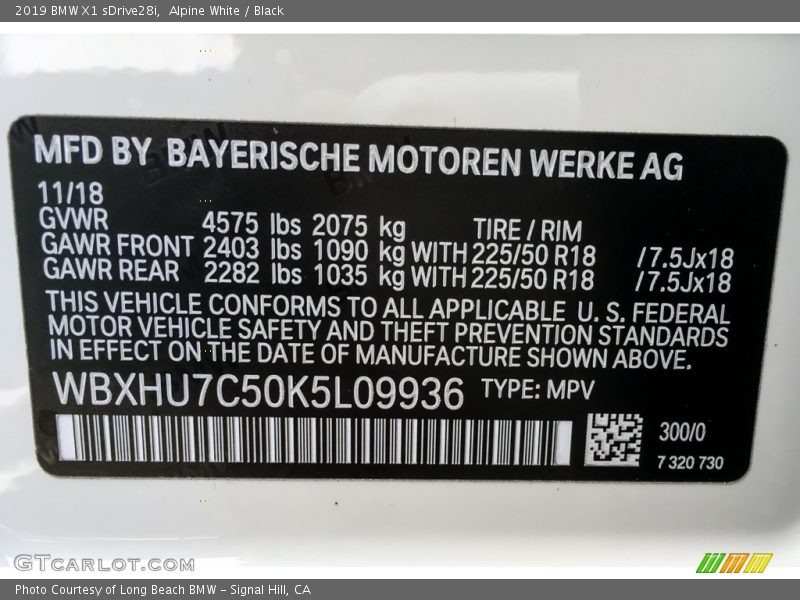 2019 BMW X1 sDrive28i,  Alpine White / Black
MFD BY BAYERISCHE MOTOREN WERKE AG
11/18
GVWR 4575 lbs 2075 kg TIRE / RIM
GAWR FRONT 2403 lbs 1090 kg WITH 225/50 R18 /7.5Jx18
GAWR REAR 2282 lbs 1035 kg WITH 225/50 R18 /7.5Jx18
THIS VEHICLE CONFORMS TO ALL APPLICABLE U. S. FEDERAL
MOTOR VEHICLE SAFETY AND THEFT PREVENTION STANDARDS
IN EFFECT ON THE DATE OF MANUFACTURE SHOWN ABOVE.
WBXHU7C50K5L09936 TYPE: MPV
300/0
7 320 730
GTCARLOT.COM
Photo Courtesy of Long Beach BMW - Signal Hill, CA